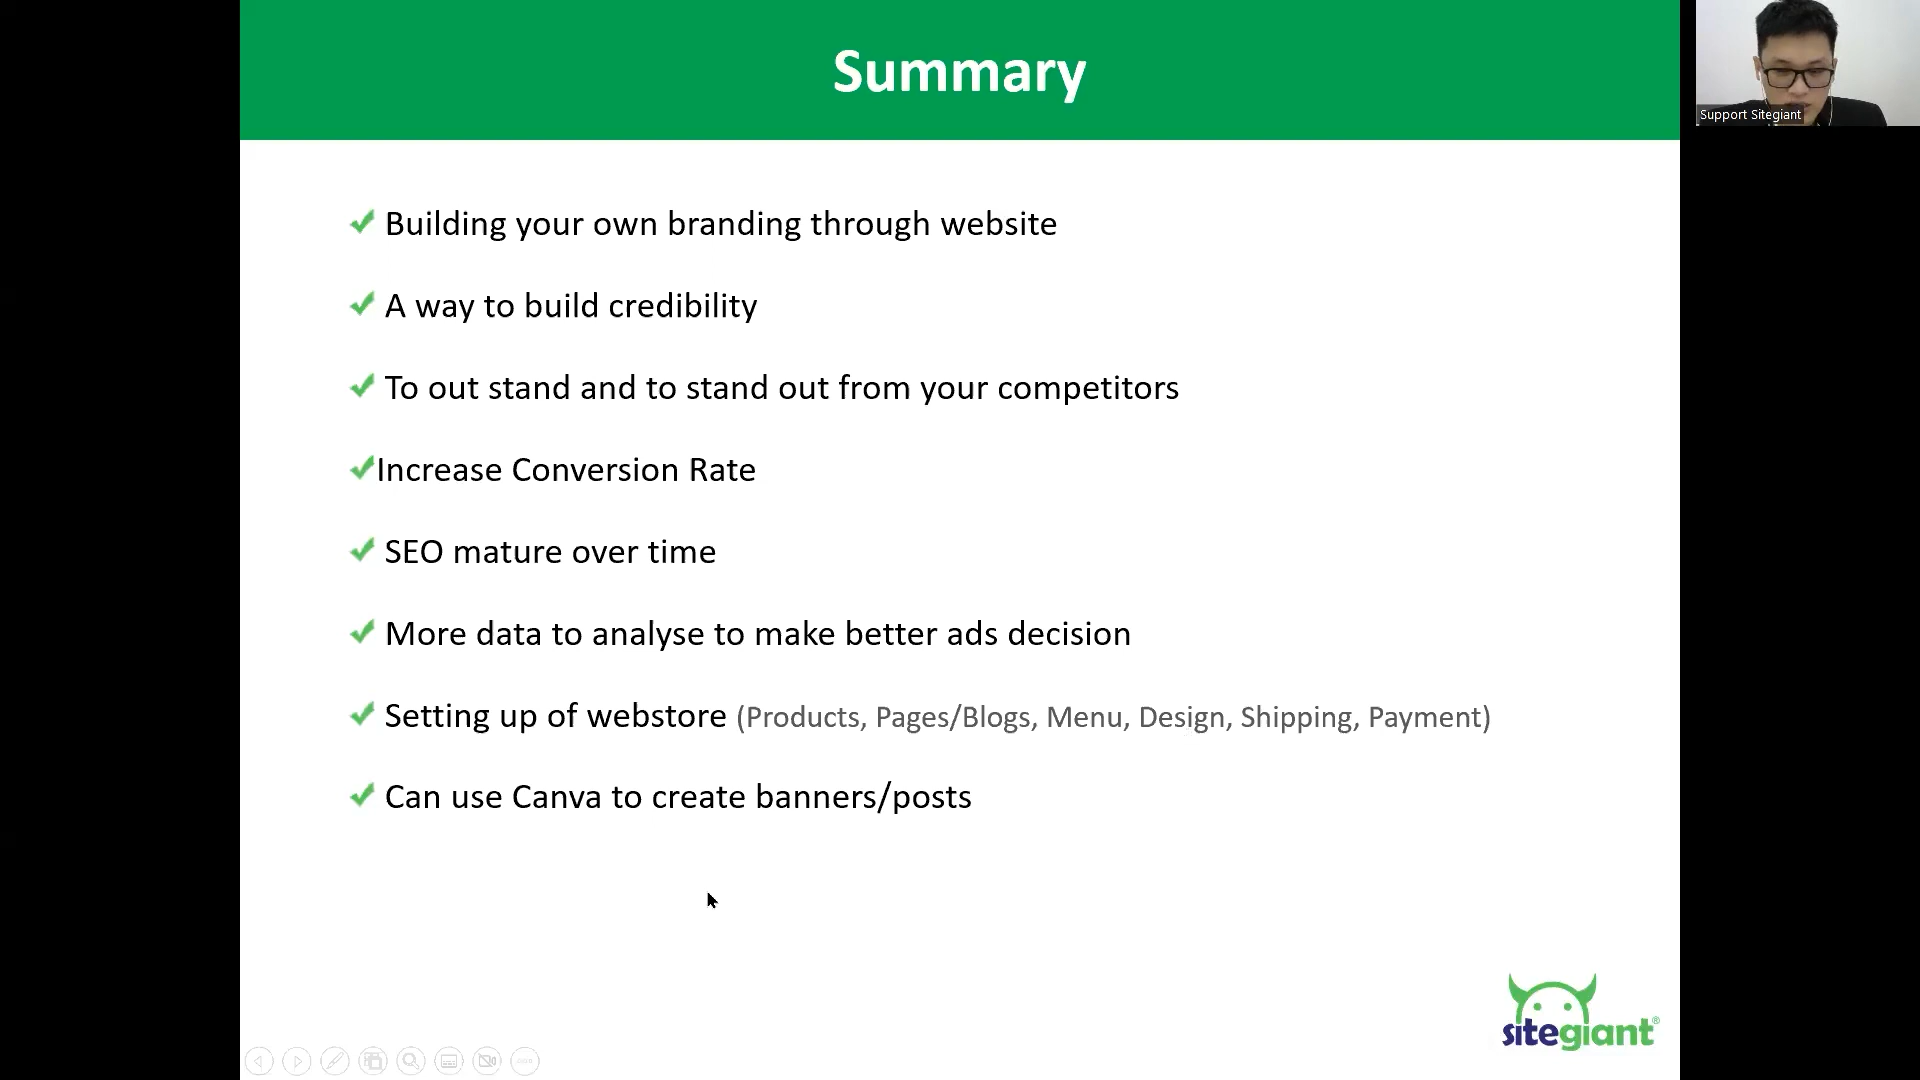 Summary
Support Sitegiant
Building your own branding through website
A way to build credibility
To out stand and to stand out from your competitors
Increase Conversion Rate
SEO mature over time
More data to analyse to make better ads decision
Setting up of webstore (Products, Pages/Blogs, Menu, Design, Shipping, Payment)
Can use Canva to create banners/posts
sitegiant®